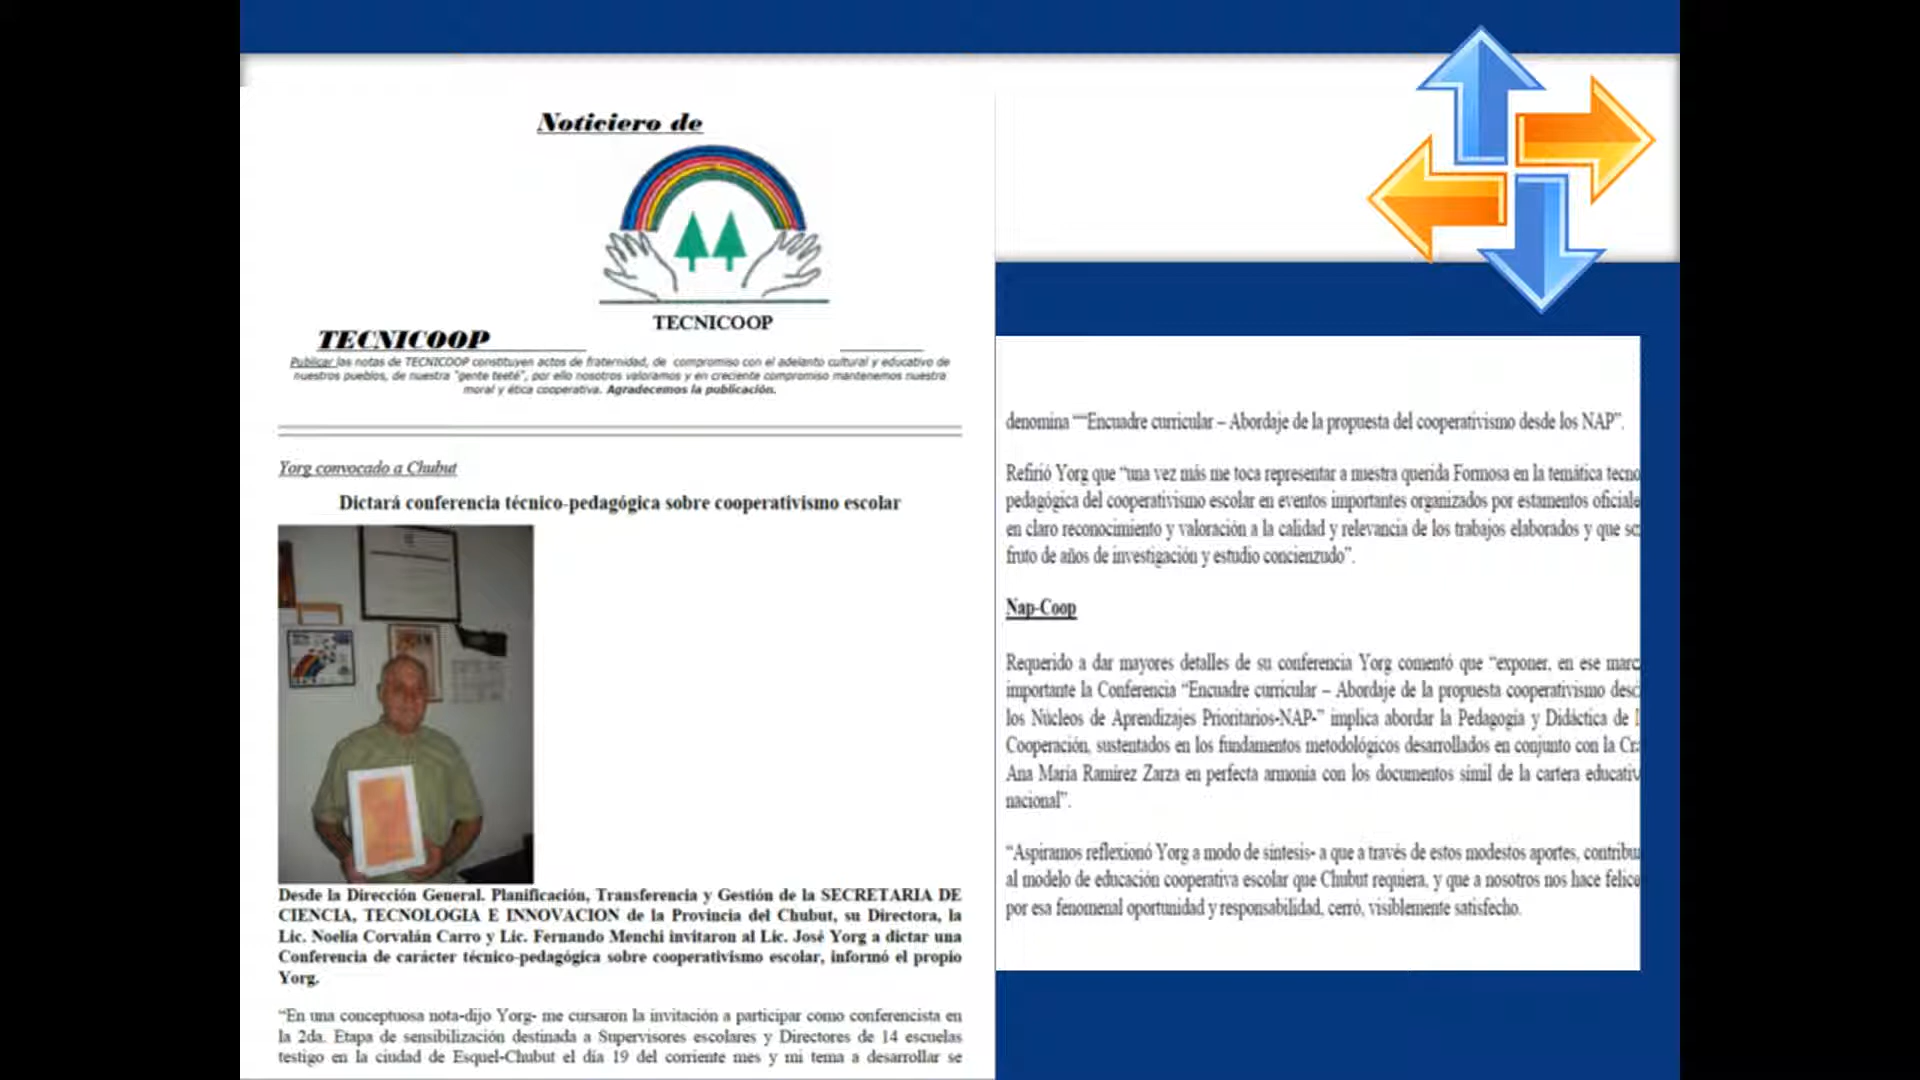 Noticiero de
TECNICOOP
TECNICOOP
Publicar las notas de TECNICOOP constituyen actos de fraternidad, de compromiso con el adelanto cultural y educativo de
nuestros pueblos, de nuestra "gente teeté", por ello nosotros valoramos y en creciente compromiso mantenemos nuestra
moral y ética cooperativa. Agradecemos la publicación.
Yorg convocado a Chubut
Dictará conferencia técnico-pedagógica sobre cooperativismo escolar
Desde la Dirección General. Planificación, Transferencia y Gestión de la SECRETARIA DE
CIENCIA, TECNOLOGIA E INNOVACION de la Provincia del Chubut, su Directora, la
Lic. Noelia Corvalán Carro y Lic. Fernando Menchi invitaron al Lic. José Yorg a dictar una
Conferencia de carácter técnico-pedagógica sobre cooperativismo escolar, informó el propio
Yorg.
“En una conceptuosa nota-dijo Yorg- me cursaron la invitación a participar como conferencista en
la 2da. Etapa de sensibilización destinada a Supervisores escolares y Directores de 14 escuelas
testigo en la ciudad de Esquel-Chubut el día 19 del corriente mes y mi tema a desarrollar se
denomina ““Encuadre curricular – Abordaje de la propuesta del cooperativismo desde los NAP”.
Refirió Yorg que “una vez más me toca representar a nuestra querida Formosa en la temática tecno
pedagógica del cooperativismo escolar en eventos importantes organizados por estamentos oficiale
en claro reconocimiento y valoración a la calidad y relevancia de los trabajos elaborados y que so
fruto de años de investigación y estudio concienzudo”.
Nap-Coop
Requerido a dar mayores detalles de su conferencia Yorg comentó que “exponer, en ese marc
importante la Conferencia “Encuadre curricular – Abordaje de la propuesta cooperativismo desd
los Núcleos de Aprendizajes Prioritarios-NAP-” implica abordar la Pedagogía y Didáctica de l
Cooperación, sustentados en los fundamentos metodológicos desarrollados en conjunto con la Cra
Ana María Ramírez Zarza en perfecta armonía con los documentos símil de la cartera educativ
nacional”.
“Aspiramos reflexionó Yorg a modo de síntesis- a que a través de estos modestos aportes, contribu
al modelo de educación cooperativa escolar que Chubut requiera, y que a nosotros nos hace felice
por esa fenomenal oportunidad y responsabilidad, cerró, visiblemente satisfecho.